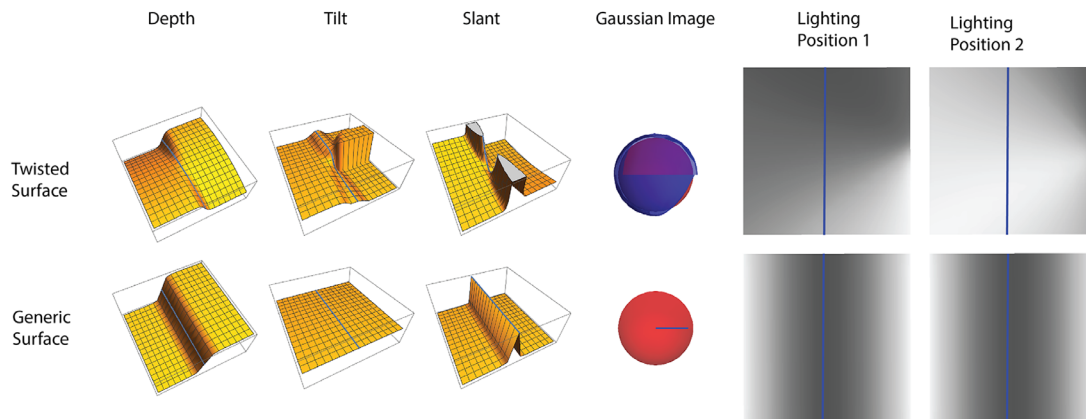 Depth
Tilt
Slant
Gaussian Image
Lighting
Position 1
Lighting
Position 2
Twisted
Surface
Generic
Surface